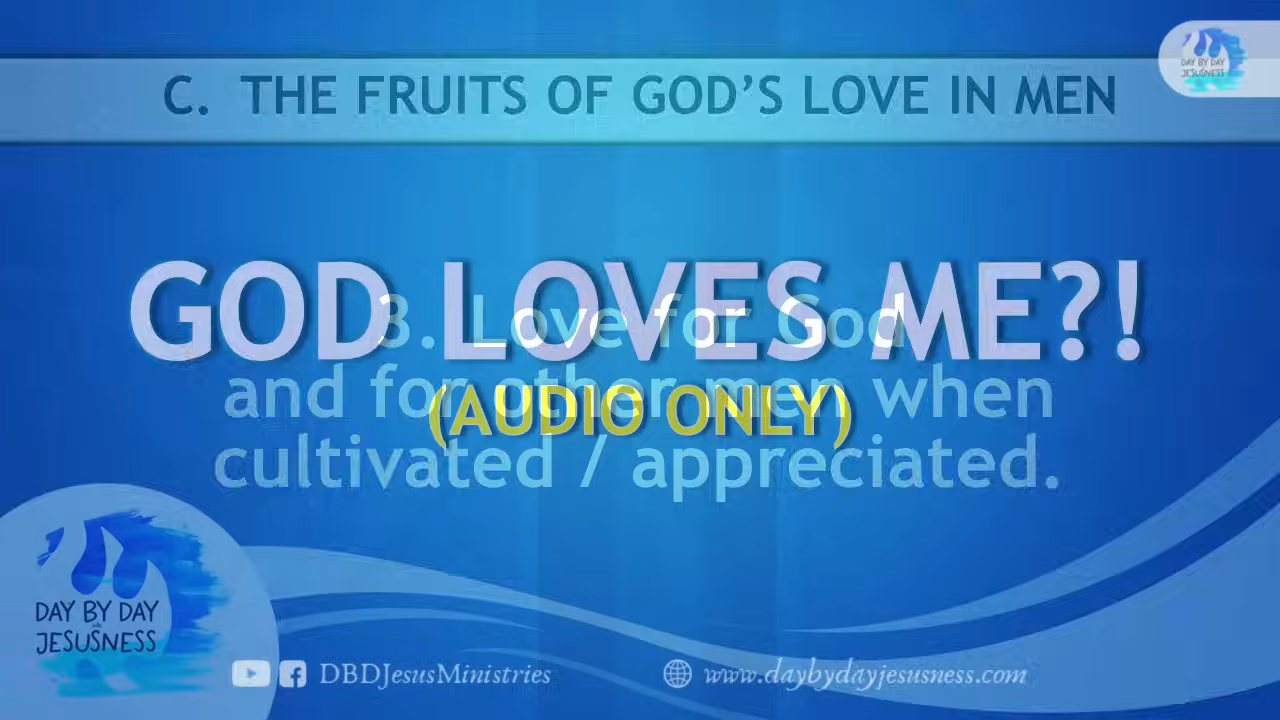 C. THE FRUITS OF GOD'S LOVE IN MEN
DAY BY DAY
JESUSNESS
GOD LOVES ME?!
(AUDIO ONLY)
3. Love for God
and for other men when
cultivated / appreciated.
DAY BY DAY
JESUSNESS
DBDJesusMinistries
www.daybydayjesusness.com